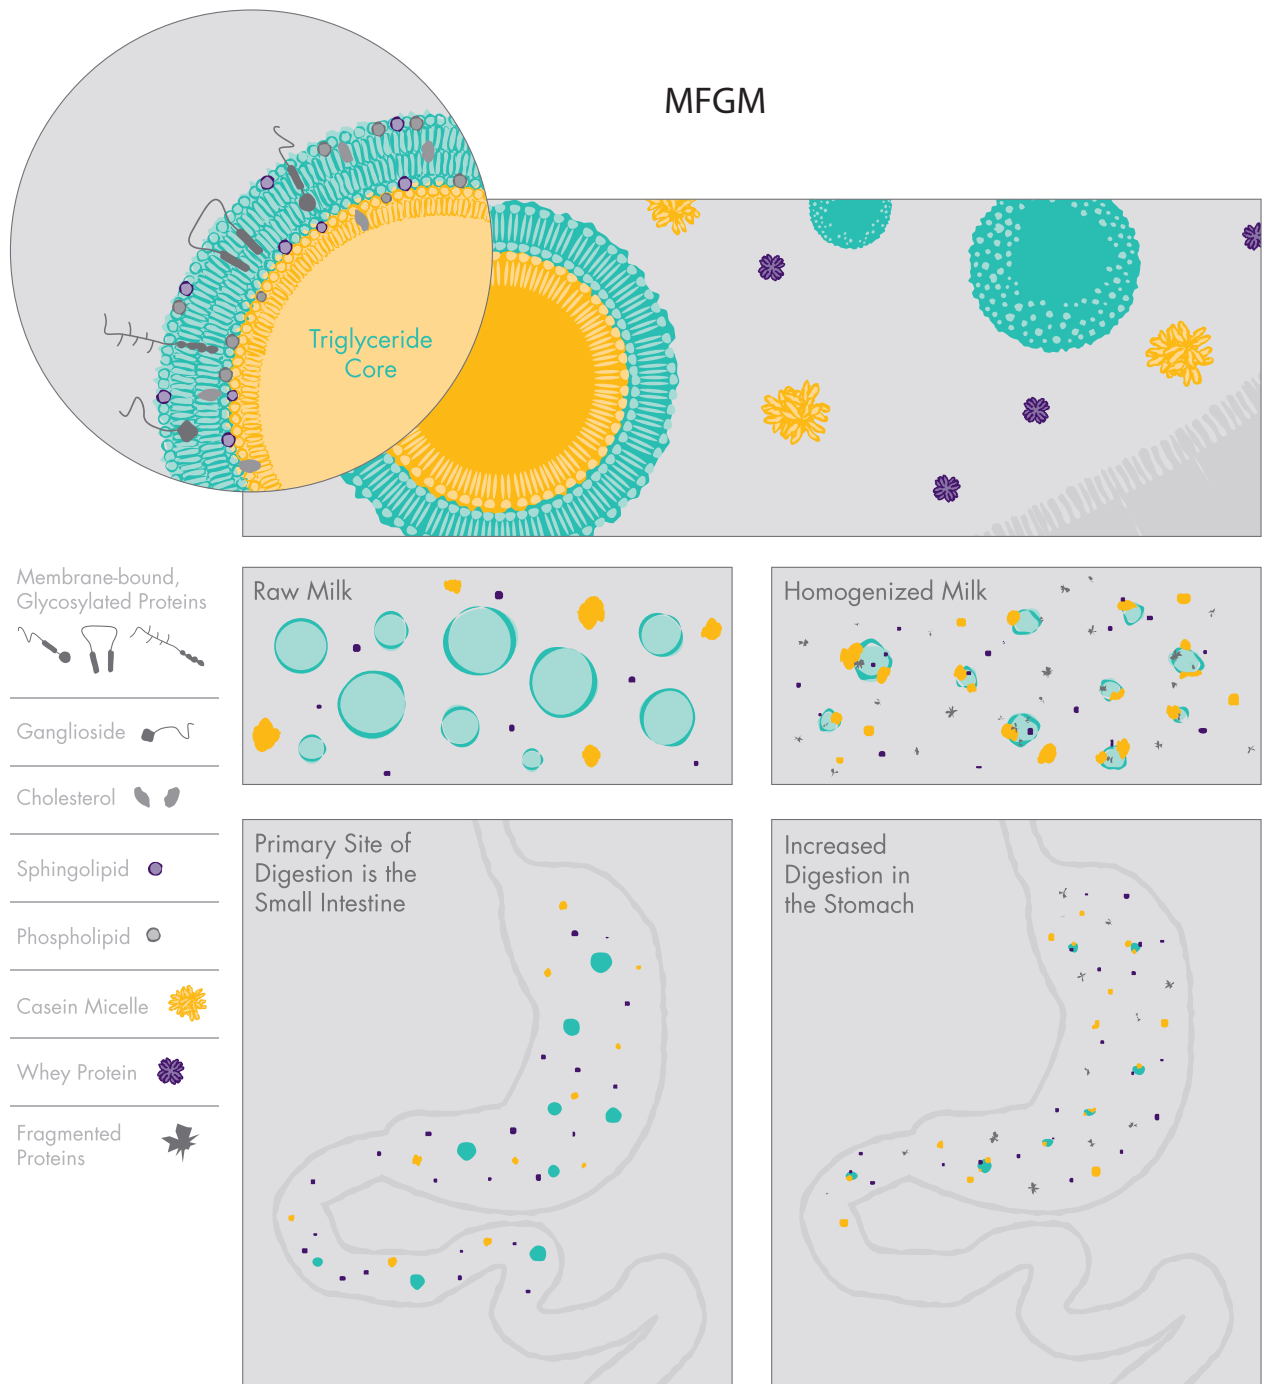 MFGM
Triglyceride
Core
Membrane-bound,
Glycosylated Proteins
Ganglioside
Cholesterol
Sphingolipid
Phospholipid
Casein Micelle
Whey Protein
Fragmented
Proteins
Raw Milk
Homogenized Milk
Primary Site of
Digestion is the
Small Intestine
Increased
Digestion in
the Stomach